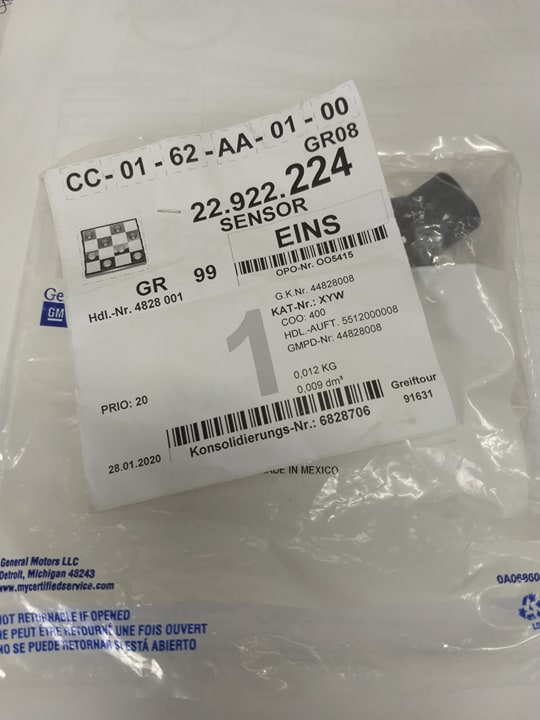 CC - 01 - 62 - AA - 01 - 00
GR08
22.922.224
SENSOR
EINS
GR 99
OPO-Nr. OO5415
Hdl.-Nr. 4828 001
G.K.Nr. 44828008
KAT-Nr.: XYW
COO: 400
HDL.-AUFT. 5512000008
GMPD-Nr: 44828008
1
0,012 KG
0,009 dm³
PRIO: 20
Greiftour
91631
Konsolidierungs-Nr.: 6828706
28.01.2020
Ge
GM
MADE IN MEXICO
General Motors LLC
Detroit, Michigan 48243
www.mycertifiedservice.com
NOT RETURNABLE IF OPENED
NE PEUT ÊTRE RETOURNÉ UNE FOIS OUVERT
NO SE PUEDE RETORNAR SI ESTÁ ABIERTO